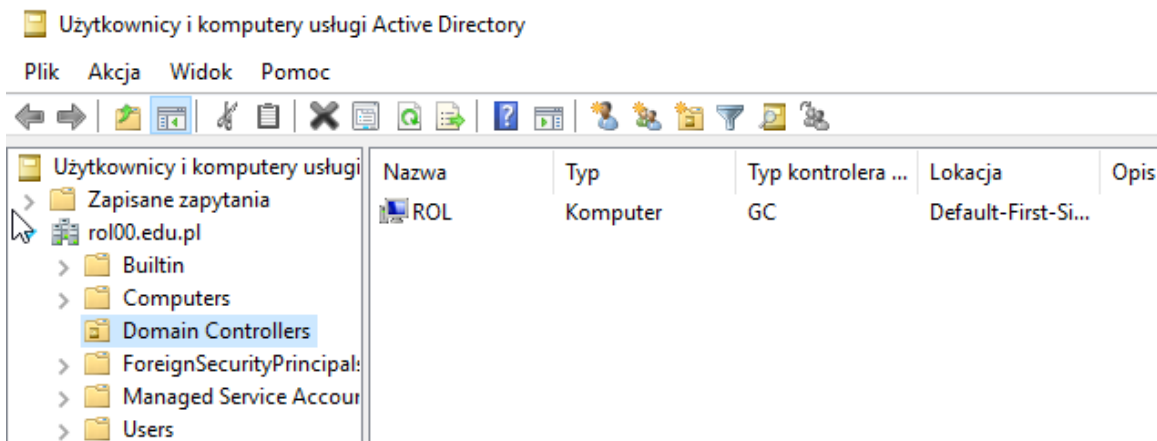 Użytkownicy i komputery usługi Active Directory
Plik Akcja Widok Pomoc
Użytkownicy i komputery usługi
Zapisane zapytania
rol00.edu.pl
Builtin
Computers
Domain Controllers
ForeignSecurityPrincipals
Managed Service Accour
Users
Nazwa Typ Typ kontrolera ... Lokacja Opis
ROL Komputer GC Default-First-Si...